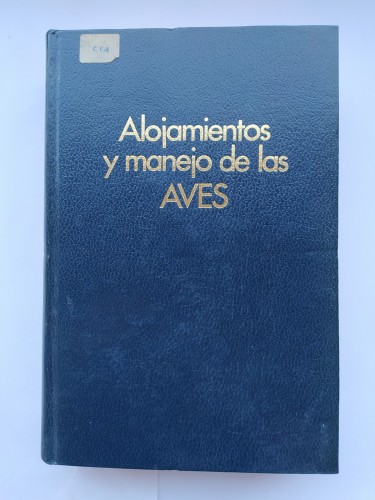 Alojamientos
y manejo de las
AVES